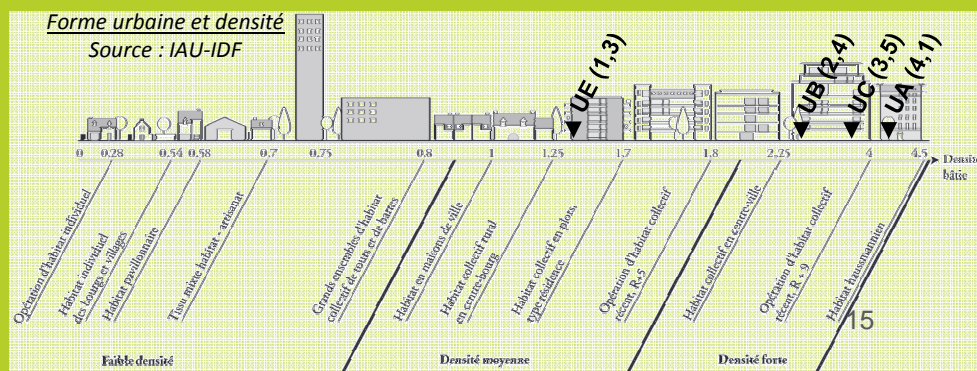 Forme urbaine et densité
Source : IAU-IDF
UE (1,3)
UB (2,4)
UC (3,5)
UA (4,1)
0 0.28 0.54 0.58 0.7 0.75 0.8 1 1.25 1.7 1.8 2.25 4 4.5
Densité
bâtie
Opération d'habitat individuel
Habitat individuel
des bourgs et villages
Habitat pavillonnaire
Tissu mixte habitat - artisanat
Grands ensembles d'habitat
collectif de tours et de barres
Habitat en maisons de ville
Habitat collectif rural
en centre-bourg
Habitat collectif en plots,
type résidence
Opération d'habitat collectif
récent, R+5
Habitat collectif en centre-ville
Opération d'habitat collectif
récent, R + 9
Habitat haussmannien
15
Faible densité
Densité moyenne
Densité forte